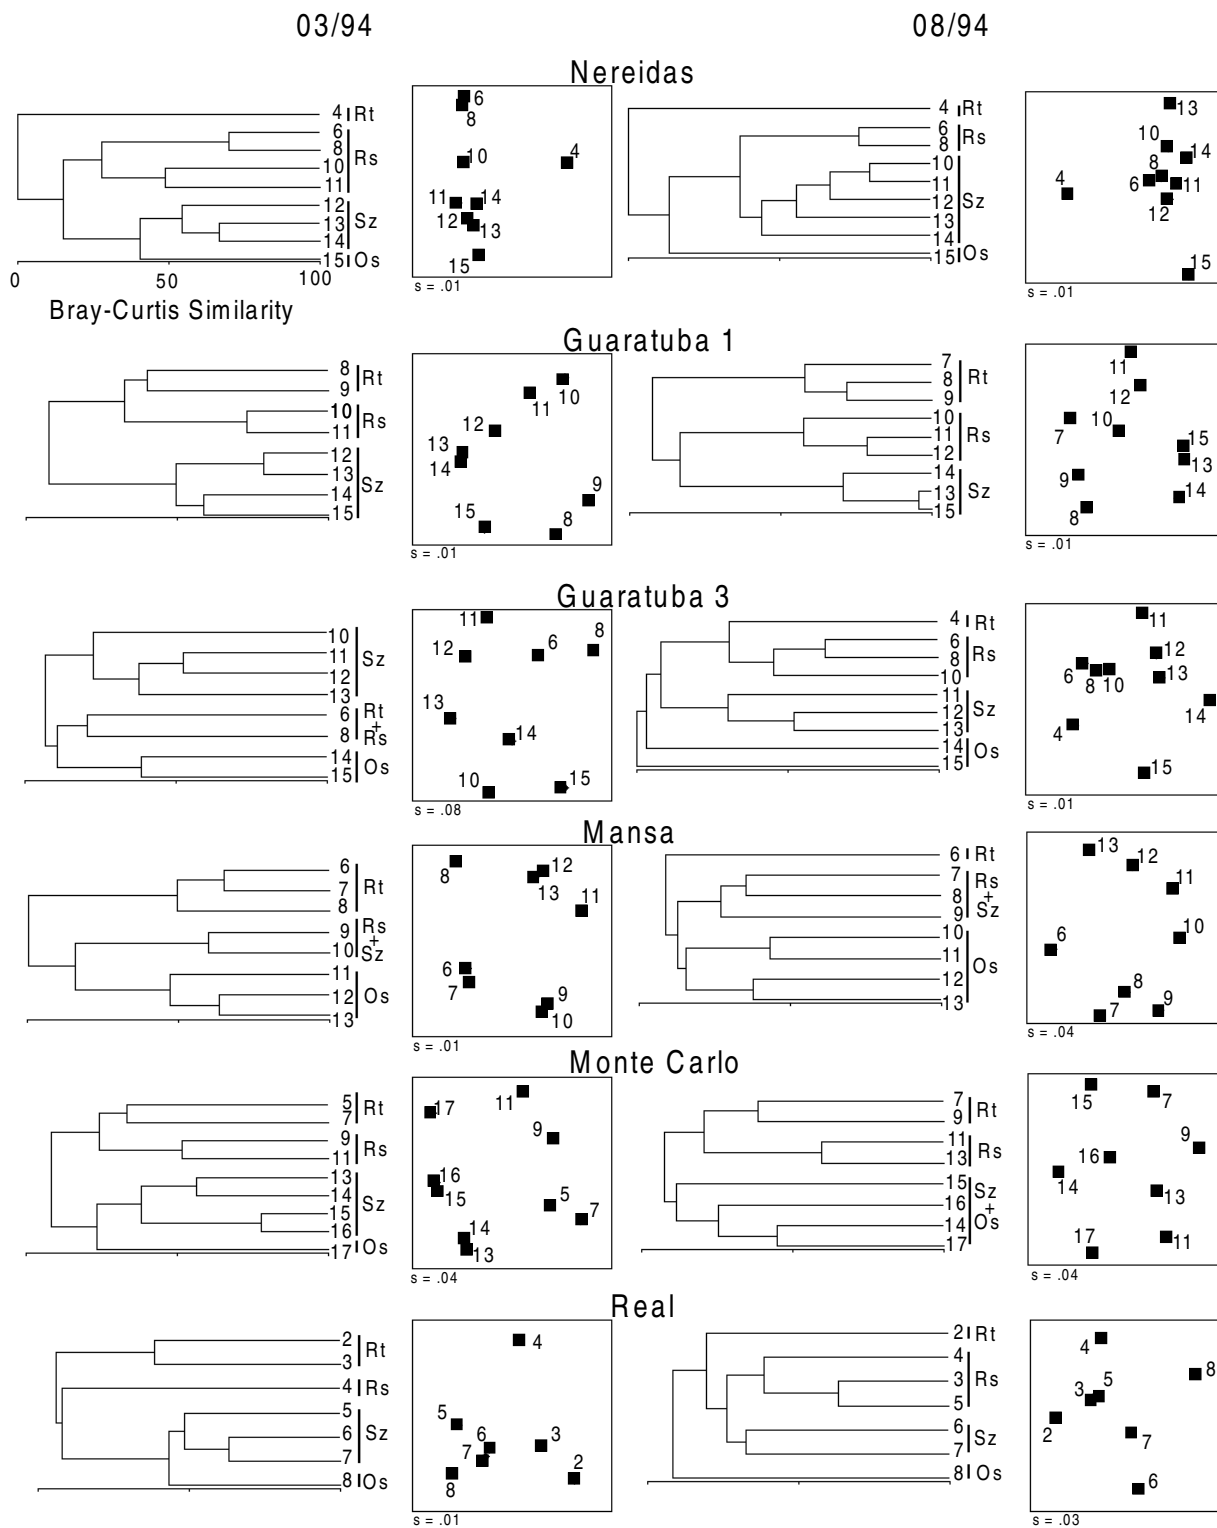 03/94 08/94
Nereidas
4 Rt
6
8 Rs
10
11
12
13 Sz
14
15 Os
0 50 100
Bray-Curtis Similarity
6
8
10
4
11 14
12
13
15
s = .01
4 Rt
6 Rs
8
10
11
12 Sz
13
14
15 Os
13
10
14
8
4 6 11
12
15
s = .01
Guaratuba 1
8 Rt
9
10 Rs
11
12
13
14 Sz
15
10
11
12
13
14
9
15 8
s = .01
7
8 Rt
9
10
11 Rs
12
14
13 Sz
15
11
12
7 10
15
13
9
8
s = .01
Guaratuba 3
10
11 Sz
12
13
6 Rt
+
8 Rs
14 Os
15
11
12 6 8
13
14
10 15
s = .08
4 Rt
6
8 Rs
10
11
12 Sz
13
14 Os
15
11
12
6 8 10 13
14
4
15
s = .01
Mansa
6
7 Rt
8
9 Rs
+
10 Sz
11
12 Os
13
8 12
13
11
6
7
9
10
s = .01
6 Rt
7 Rs
8 +
9 Sz
10
11 Os
12
13
13
12
11
10
6
8
7 9
s = .04
Monte Carlo
5 Rt
7
9 Rs
11
13
14 Sz
15
16
17 Os
17 11
9
16
15
5
7
14
13
s = .04
7 Rt
9
11 Rs
13
15 Sz
16 +
14 Os
17
15 7
9
16
14
13
17 11
s = .04
Real
2 Rt
3
4 Rs
5
6 Sz
7
8 Os
4
5
6 3
7
8 2
s = .01
2 Rt
4
3 Rs
5
6 Sz
7
8 Os
4
8
3 5
2
7
6
s = .03